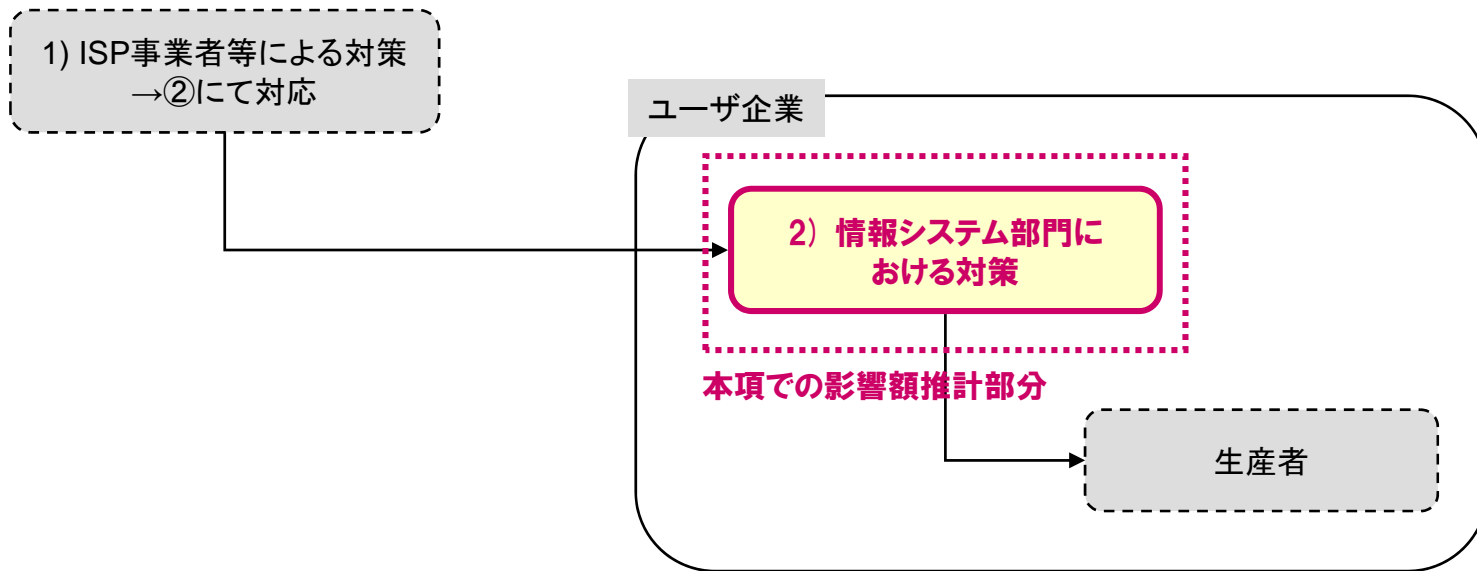 1) ISP事業者等による対策
→②にて対応
ユーザ企業
2) 情報システム部門に
おける対策
本項での影響額推計部分
生産者